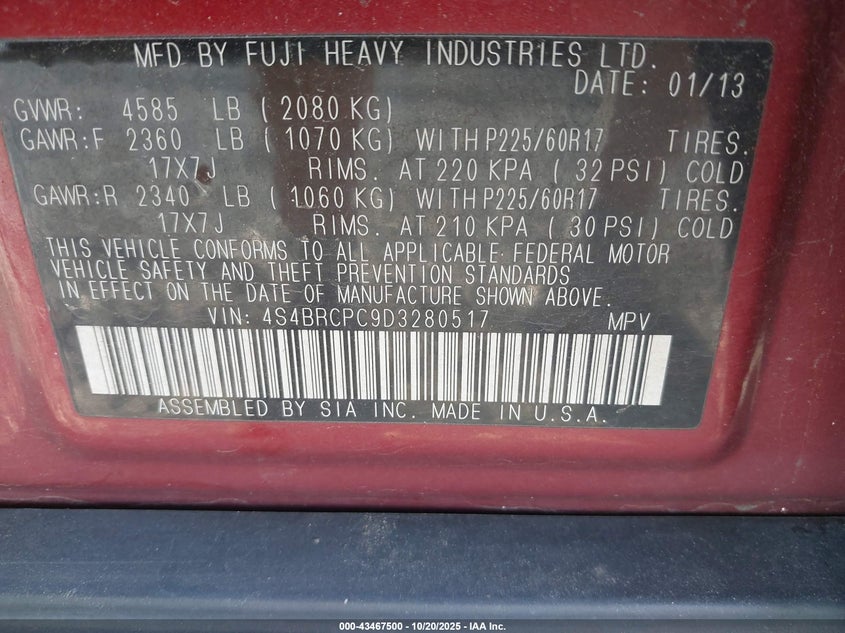 MFD BY FUJI HEAVY INDUSTRIES LTD.
DATE: 01/13
GVWR: 4585 LB ( 2080 KG)
GAWR:F 2360 LB ( 1070 KG) WITH P225/60R17 TIRES.
17X7J RIMS. AT 220 KPA ( 32 PSI) COLD
GAWR:R 2340 LB ( 1060 KG) WITH P225/60R17 TIRES.
17X7J RIMS. AT 210 KPA ( 30 PSI) COLD
THIS VEHICLE CONFORMS TO ALL APPLICABLE FEDERAL MOTOR
VEHICLE SAFETY AND THEFT PREVENTION STANDARDS
IN EFFECT ON THE DATE OF MANUFACTURE SHOWN ABOVE.
VIN: 4S4BRCPC9D3280517 MPV
ASSEMBLED BY SIA INC. MADE IN U.S.A.
000-43467500 - 10/20/2025 - IAA Inc.